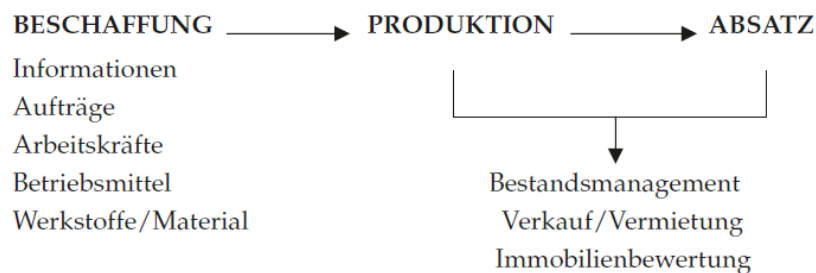 BESCHAFFUNG PRODUKTION ABSATZ
Informationen
Aufträge
Arbeitskräfte
Betriebsmittel
Werkstoffe/Material
Bestandsmanagement
Verkauf/Vermietung
Immobilienbewertung